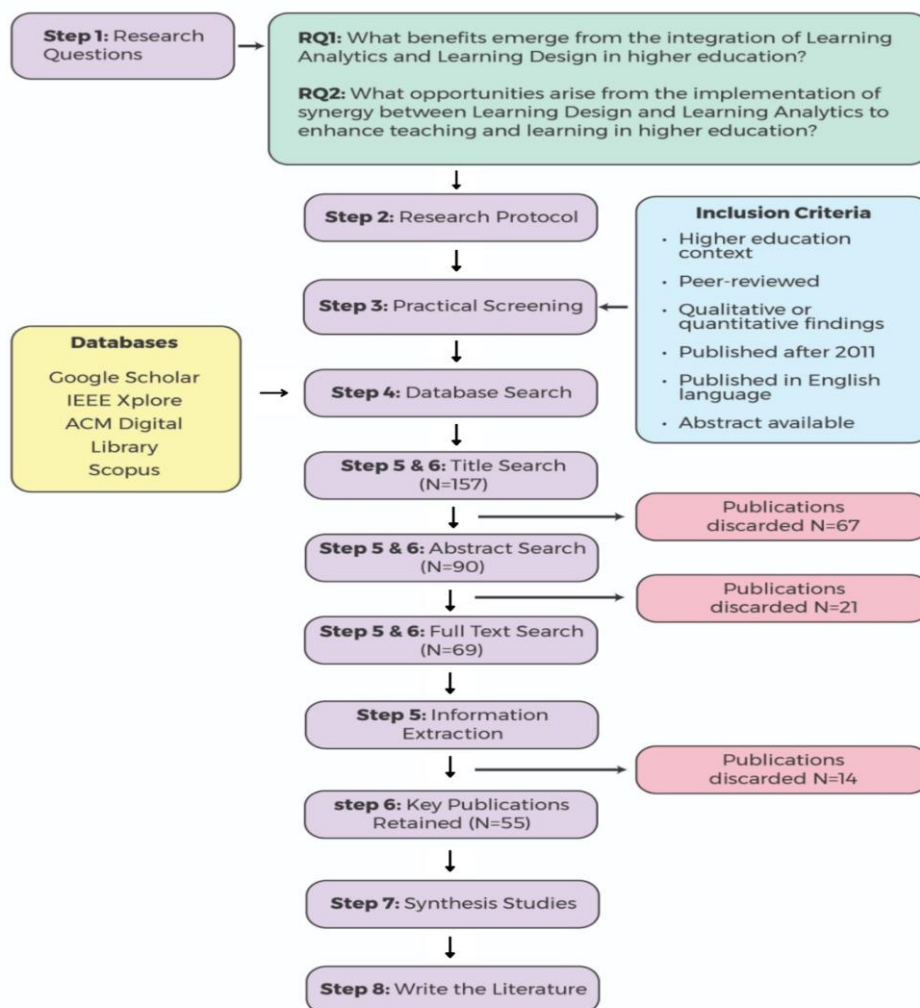 Step 1: Research
Questions
RQ1: What benefits emerge from the integration of Learning
Analytics and Learning Design in higher education?
RQ2: What opportunities arise from the implementation of
synergy between Learning Design and Learning Analytics to
enhance teaching and learning in higher education?
Step 2: Research Protocol
Inclusion Criteria
· Higher education
context
· Peer-reviewed
· Qualitative or
quantitative findings
· Published after 2011
· Published in English
language
· Abstract available
Step 3: Practical Screening
Databases
Google Scholar
IEEE Xplore
ACM Digital
Library
Scopus
Step 4: Database Search
Step 5 & 6: Title Search
(N=157)
Publications
discarded N=67
Step 5 & 6: Abstract Search
(N=90)
Publications
discarded N=21
Step 5 & 6: Full Text Search
(N=69)
Step 5: Information
Extraction
Publications
discarded N=14
step 6: Key Publications
Retained (N=55)
Step 7: Synthesis Studies
Step 8: Write the Literature